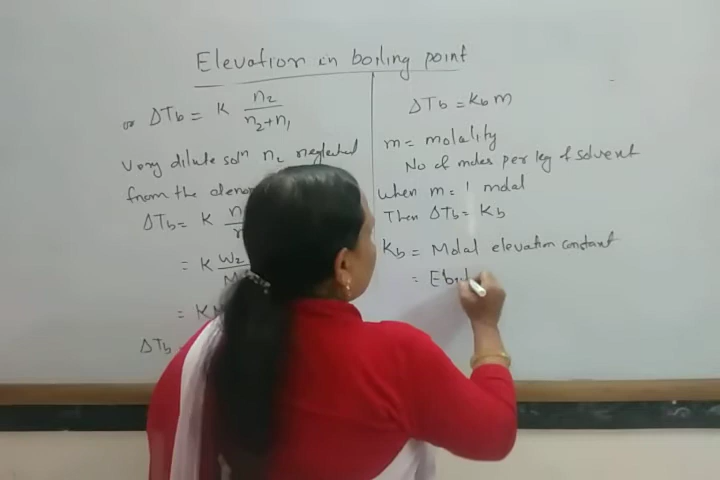 Elevation in boiling point
or ΔTb = K n2/(n2+n1)
Very dilute soln n2 neglected
from the
ΔTb = K
= K W2/
= K
ΔTb
ΔTb = Kb m
m = molality
No of moles per kg of solvent
when m = 1 molal
Then ΔTb = Kb
Kb = Molal elevation constant
= Ebul